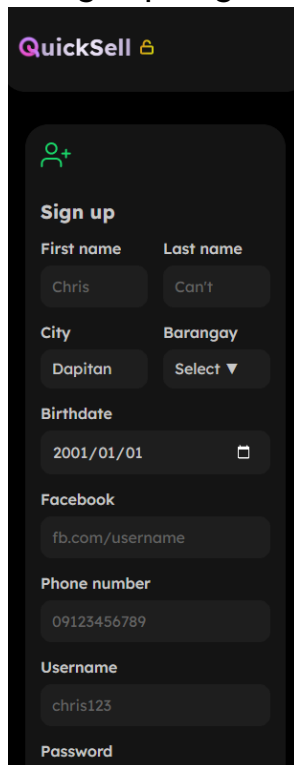 QuickSell
Sign up
First name Last name
Chris Can't
City Barangay
Dapitan Select ▼
Birthdate
2001/01/01
Facebook
fb.com/username
Phone number
09123456789
Username
chris123
Password